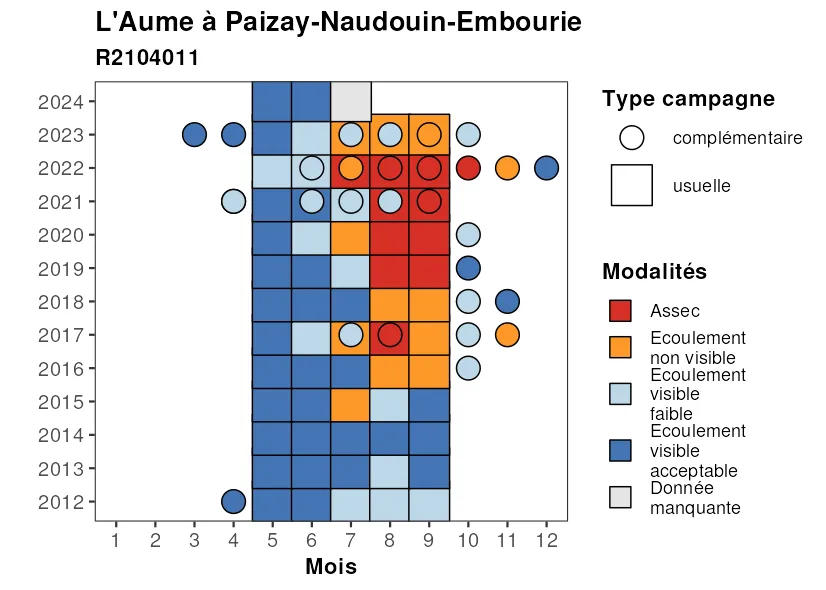 L'Aume à Paizay-Naudouin-Embourie
R2104011
2024
2023
2022
2021
2020
2019
2018
2017
2016
2015
2014
2013
2012
1 2 3 4 5 6 7 8 9 10 11 12
Mois
Type campagne
complémentaire
usuelle
Modalités
Assec
Ecoulement
non visible
Ecoulement
visible
faible
Ecoulement
visible
acceptable
Donnée
manquante